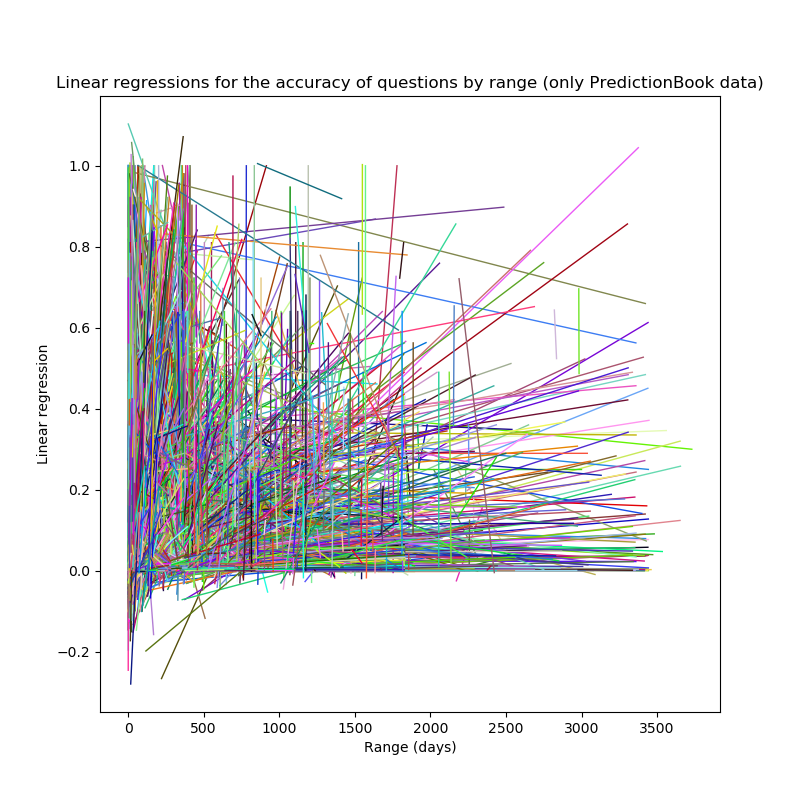 Linear regressions for the accuracy of questions by range (only PredictionBook data)
1.0
0.8
0.6
0.4
0.2
0.0
−0.2
Linear regression
0 500 1000 1500 2000 2500 3000 3500
Range (days)